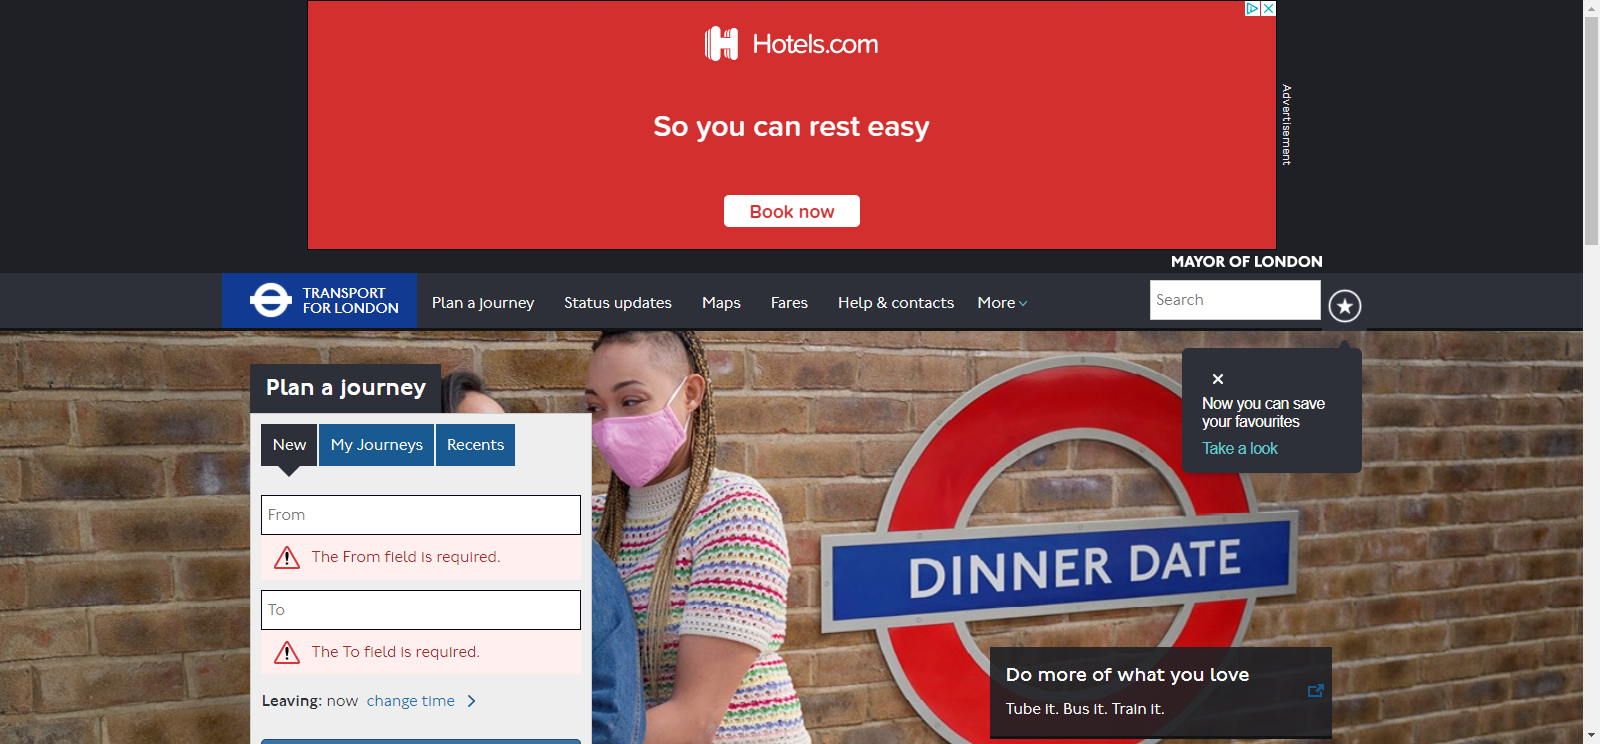 Hotels.com
So you can rest easy
Book now
Advertisement
MAYOR OF LONDON
TRANSPORT
FOR LONDON
Plan a journey
Status updates
Maps
Fares
Help & contacts
More
Search
Plan a journey
New
My Journeys
Recents
From
The From field is required.
To
The To field is required.
Leaving: now change time
Now you can save
your favourites
Take a look
DINNER DATE
Do more of what you love
Tube it. Bus it. Train it.